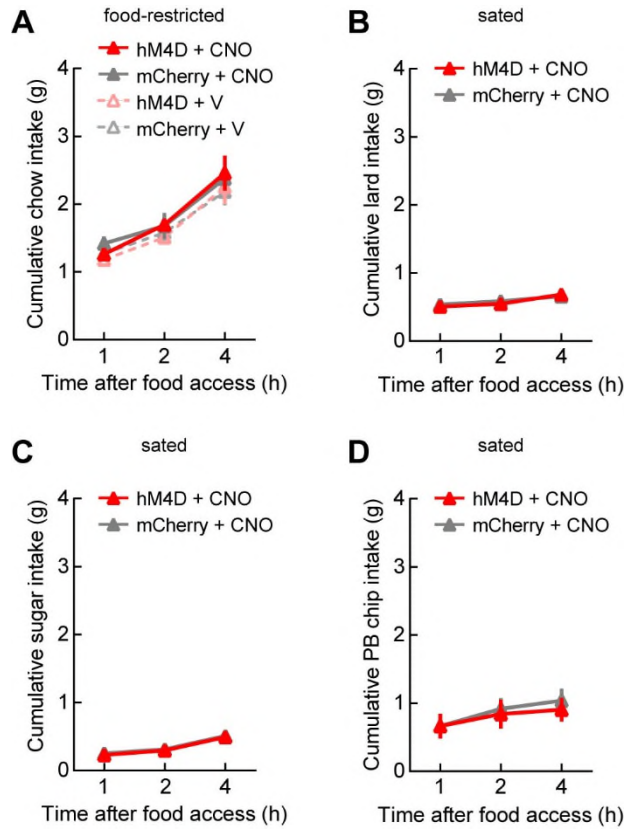 A
food-restricted
hM4D + CNO
mCherry + CNO
hM4D + V
mCherry + V
Cumulative chow intake (g)
4
3
2
1
0
1 2 4
Time after food access (h)
B
sated
hM4D + CNO
mCherry + CNO
Cumulative lard intake (g)
4
3
2
1
0
1 2 4
Time after food access (h)
C
sated
hM4D + CNO
mCherry + CNO
Cumulative sugar intake (g)
4
3
2
1
0
1 2 4
Time after food access (h)
D
sated
hM4D + CNO
mCherry + CNO
Cumulative PB chip intake (g)
4
3
2
1
0
1 2 4
Time after food access (h)